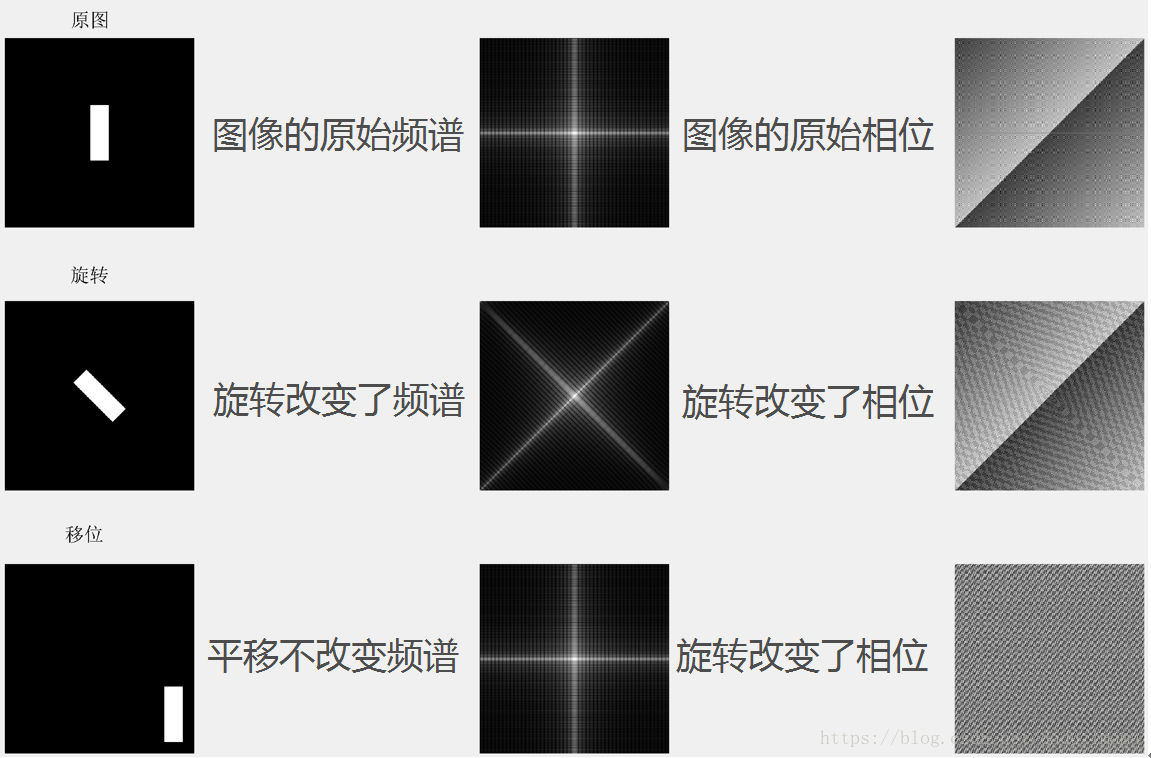 原图
图像的原始频谱
图像的原始相位
旋转
旋转改变了频谱
旋转改变了相位
移位
平移不改变频谱
旋转改变了相位
https://blog.